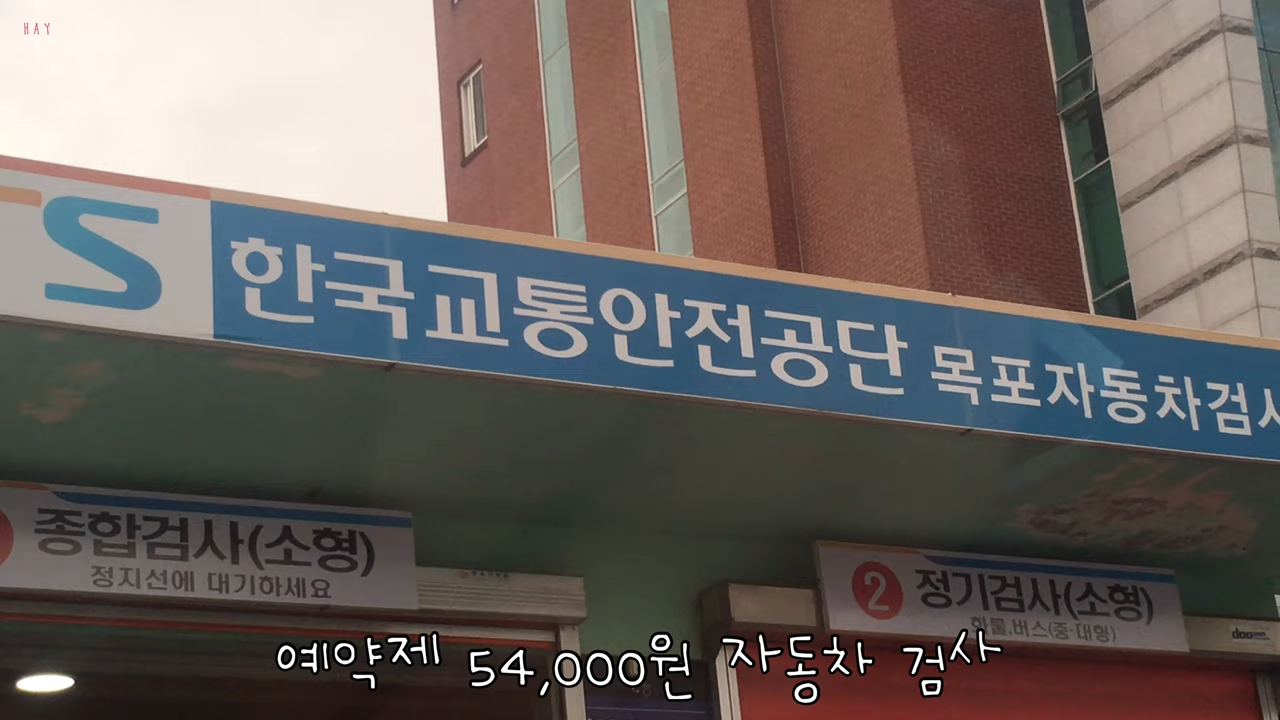 HAY
TS 한국교통안전공단 목포자동차검사
종합검사(소형)
정지선에 대기하세요
2 정기검사(소형)
화물,버스(중·대형)
예약제 54,000원 자동차 검사